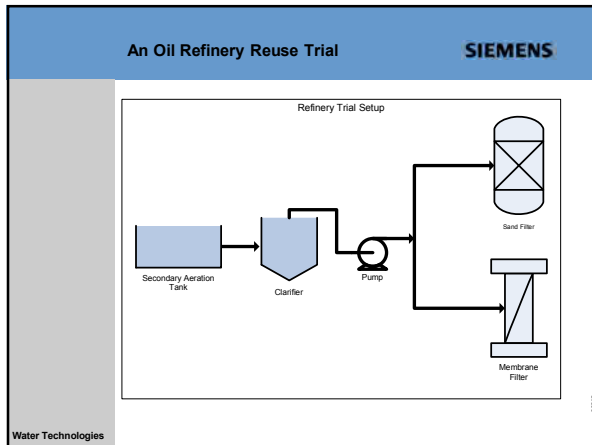 An Oil Refinery Reuse Trial
SIEMENS
Refinery Trial Setup
Sand Filter
Secondary Aeration
Tank
Clarifier
Pump
Membrane
Filter
Water Technologies